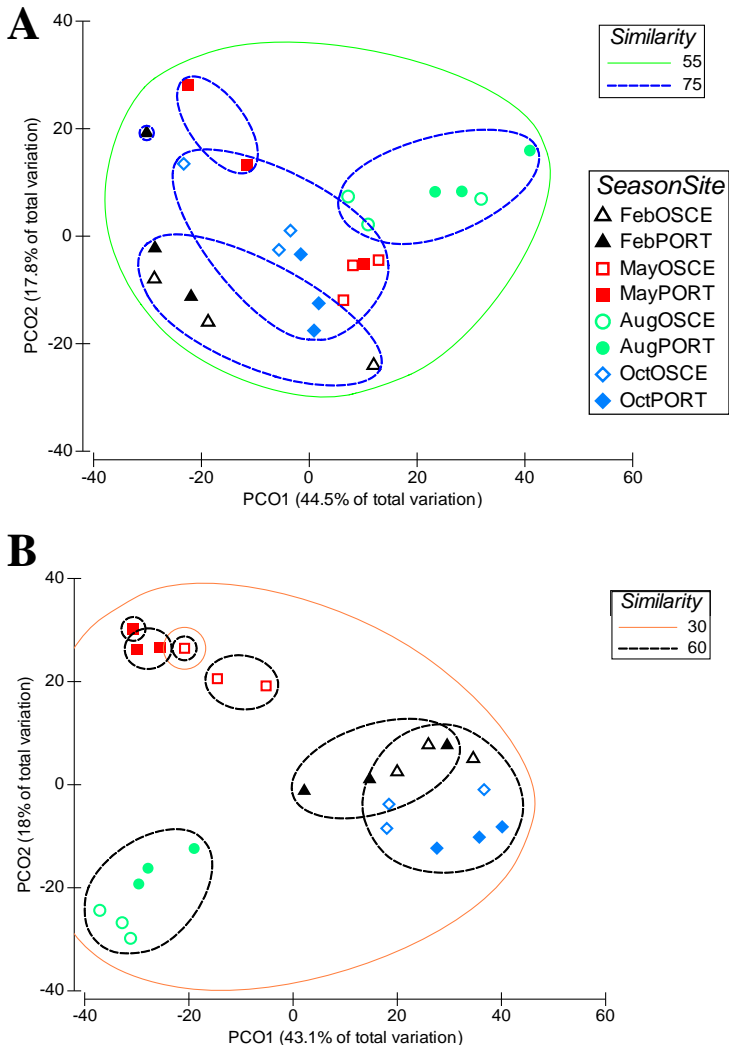 A
Similarity
55
75
SeasonSite
FebOSCE
FebPORT
MayOSCE
MayPORT
AugOSCE
AugPORT
OctOSCE
OctPORT
40
20
0
-20
-40
PCO2 (17.8% of total variation)
-40 -20 0 20 40 60
PCO1 (44.5% of total variation)
B
Similarity
30
60
40
20
0
-20
-40
PCO2 (18% of total variation)
-40 -20 0 20 40 60
PCO1 (43.1% of total variation)